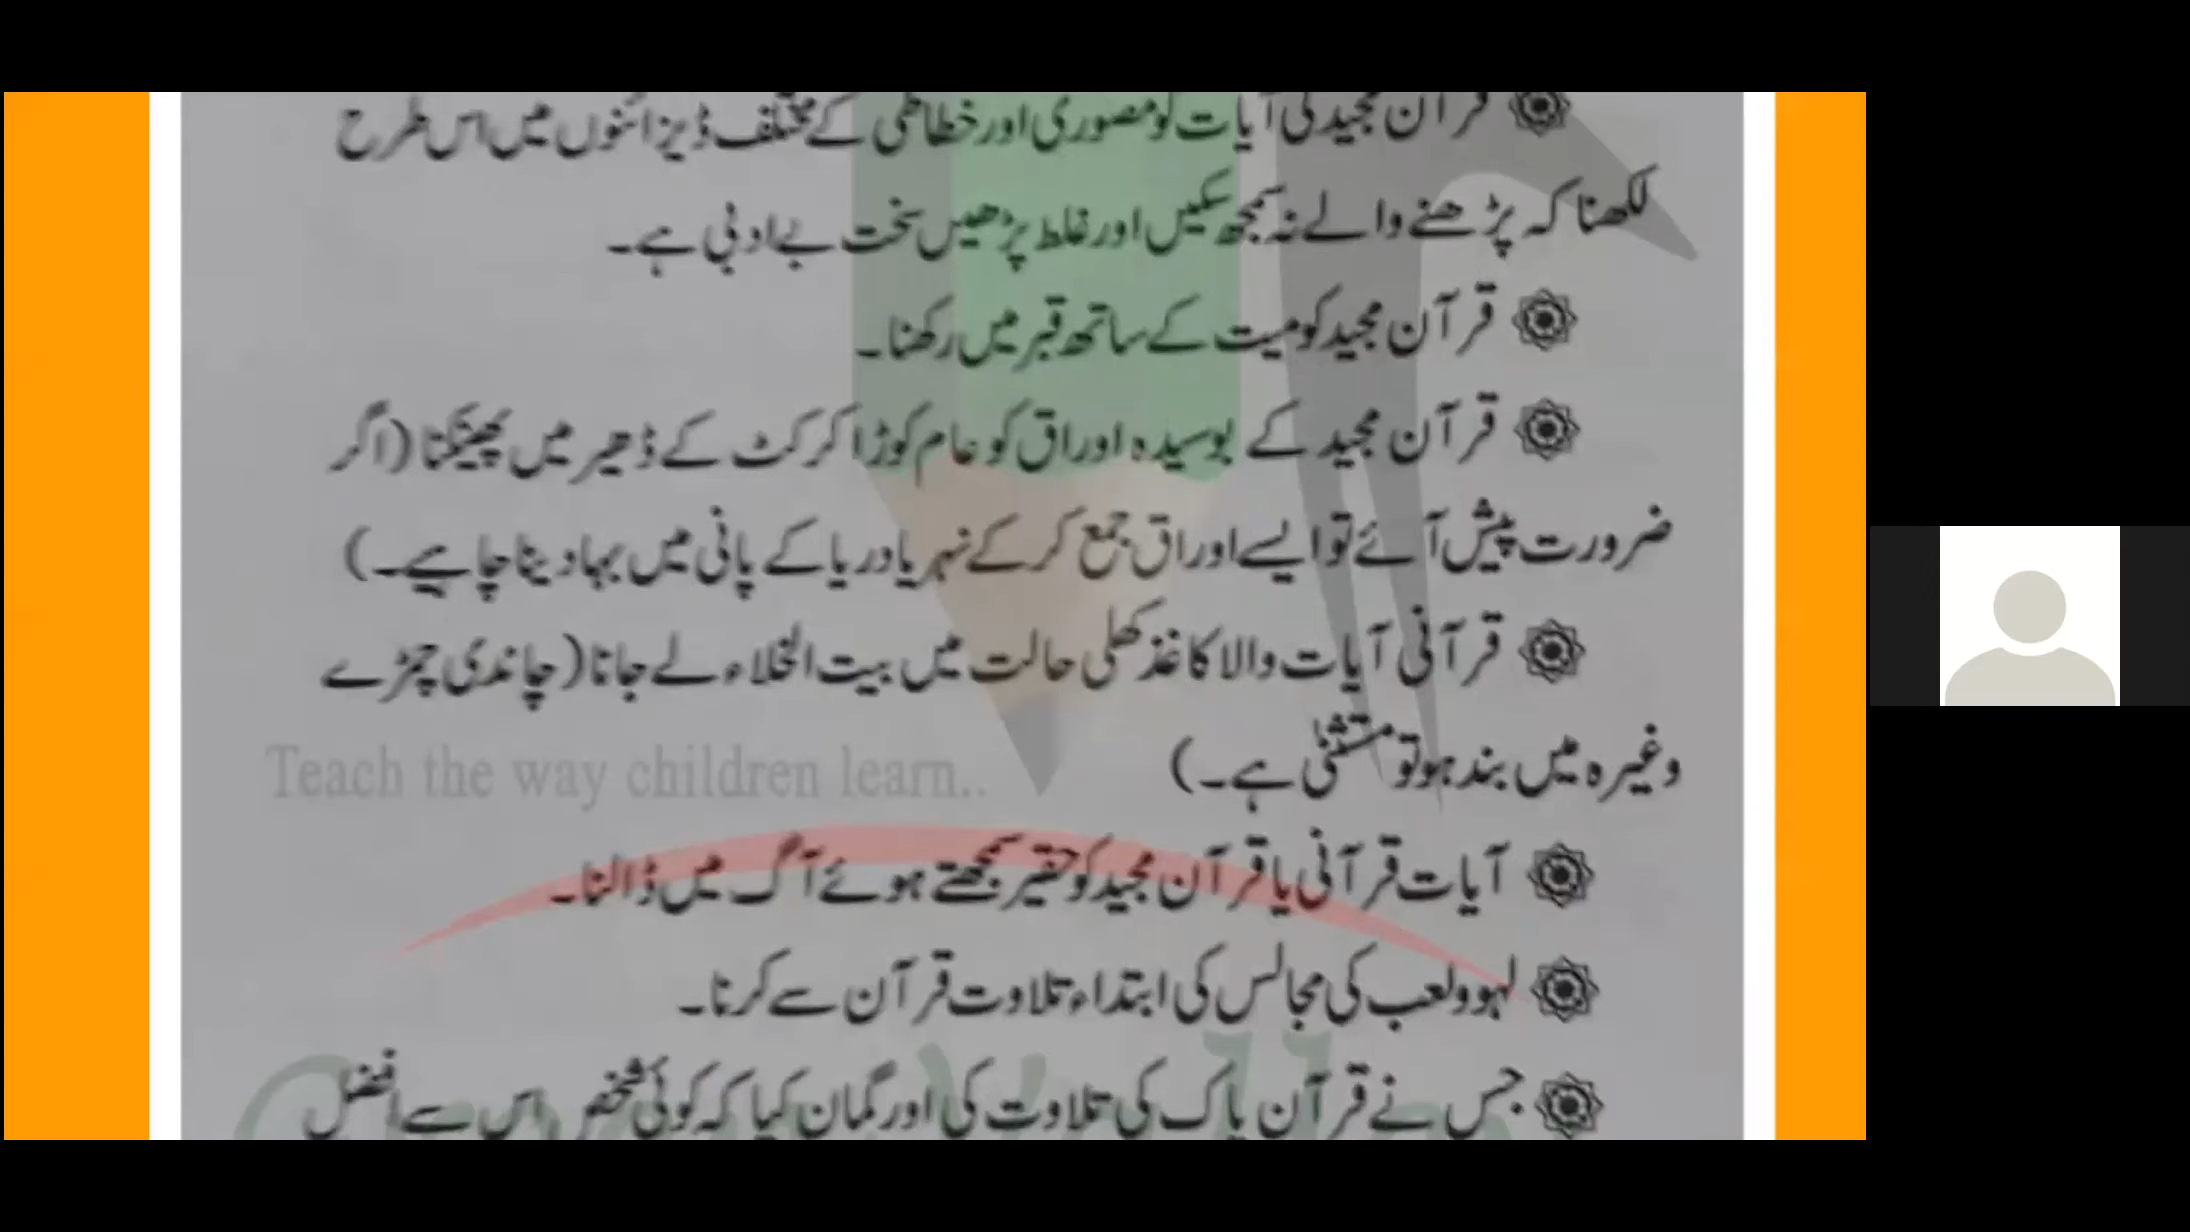 قرآن مجید کی آیات کو مصوری اور خطاطی کے مختلف ڈیزائنوں میں اس طرح
لکھنا کہ پڑھنے والے نہ سمجھ سکیں اور غلط پڑھیں سخت بے ادبی ہے۔
قرآن مجید کو میت کے ساتھ قبر میں رکھنا۔
قرآن مجید کے بوسیدہ اوراق کو عام کوڑا کرکٹ کے ڈھیر میں پھینکنا (اگر
ضرورت پیش آئے تو ایسے اوراق جمع کر کے نہر یا دریا کے پانی میں بہا دینا چاہیے۔)
قرآنی آیات والا کاغذ کھلی حالت میں بیت الخلاء لے جانا (چاندی چمڑے
وغیرہ میں بند ہو تو مستثنٰی ہے۔)
Teach the way children learn..
آیات قرآنی یا قرآن مجید کو حقیر سمجھتے ہوئے آگ میں ڈالنا۔
لہو و لعب کی مجالس کی ابتداء تلاوت قرآن سے کرنا۔
جس نے قرآن پاک کی تلاوت کی اور گمان کیا کہ کوئی شخص اس سے افضل